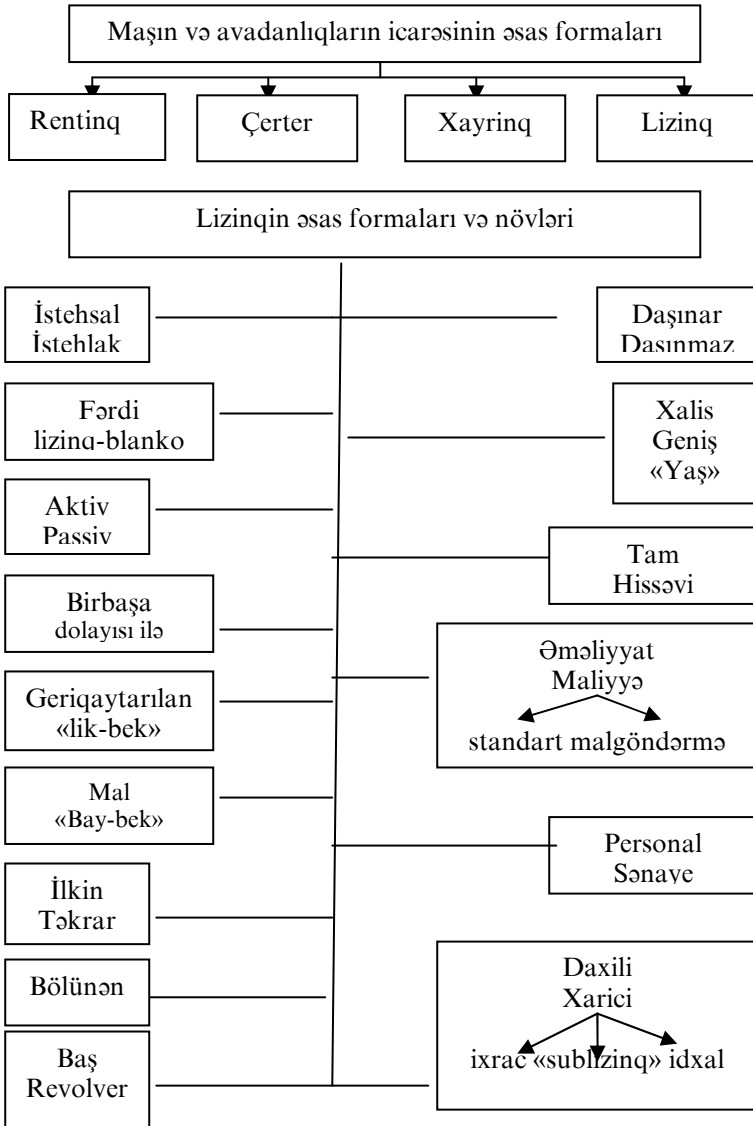 Maşın və avadanlıqların icarəsinin əsas formaları
Rentinq
Çerter
Xayrinq
Lizinq
Lizinqin əsas formaları və növləri
İstehsal
İstehlak
Daşınar
Daşınmaz
Fərdi
lizinq-blanko
Xalis
Geniş
«Yaş»
Aktiv
Passiv
Tam
Hissəvi
Birbaşa
dolayısı ilə
Əməliyyat
Maliyyə
standart malgöndərmə
Geriqaytarılan
«lik-bek»
Mal
«Bay-bek»
Personal
Sənaye
İlkin
Təkrar
Bölünən
Daxili
Xarici
ixrac «sublizinq» idxal
Baş
Revolver